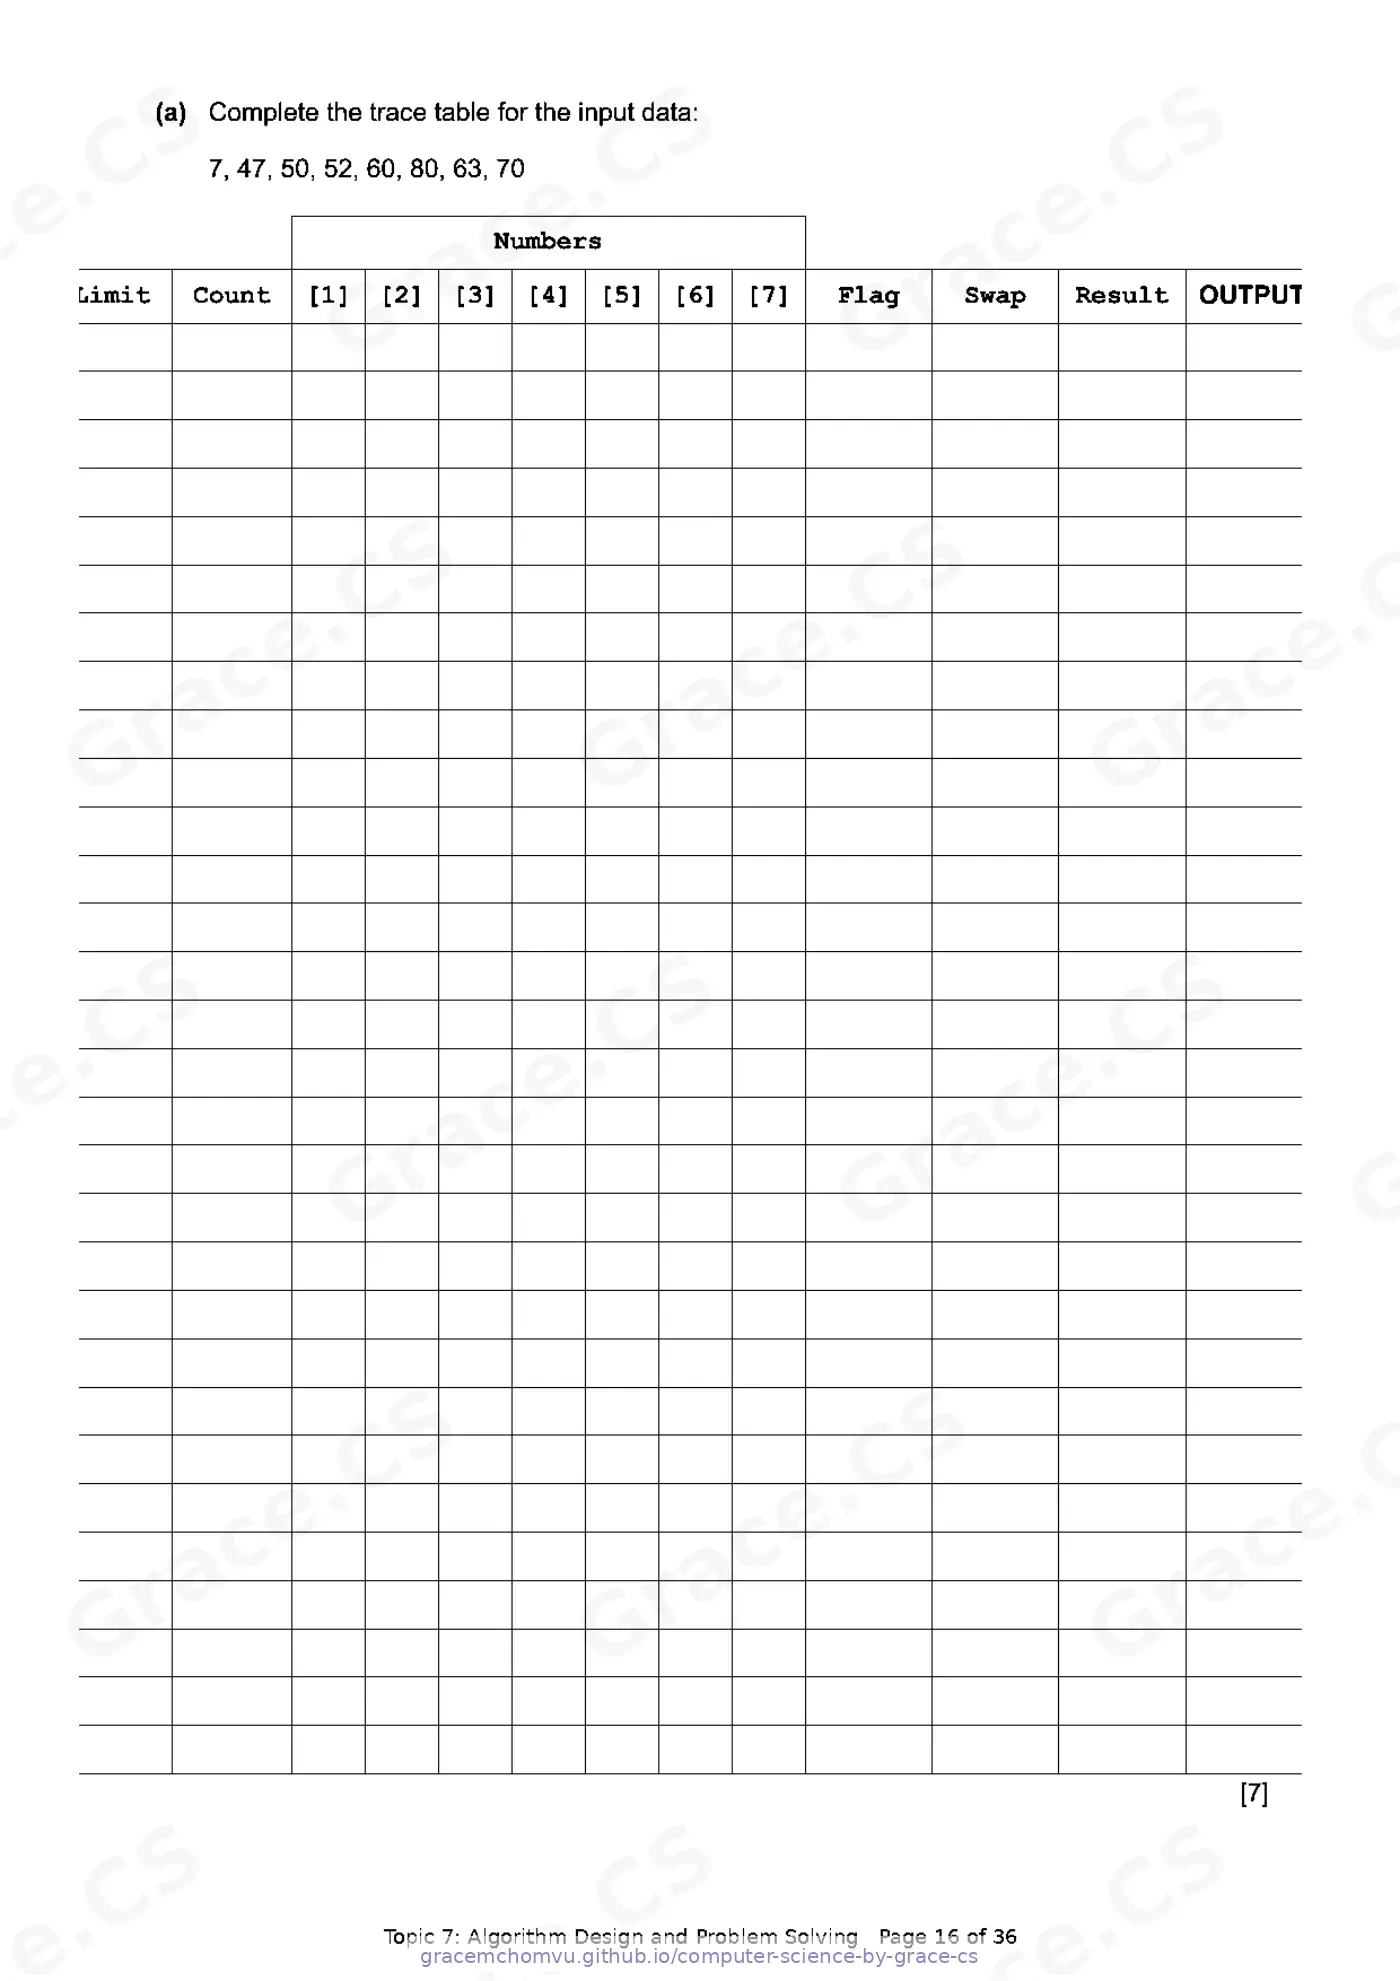 (a) Complete the trace table for the input data:
7, 47, 50, 52, 60, 80, 63, 70
Numbers
Limit Count [1] [2] [3] [4] [5] [6] [7] Flag Swap Result OUTPUT
[7]
Topic 7: Algorithm Design and Problem Solving Page 16 of 36
gracemchomvu.github.io/computer-science-by-grace-cs
Grace.CS